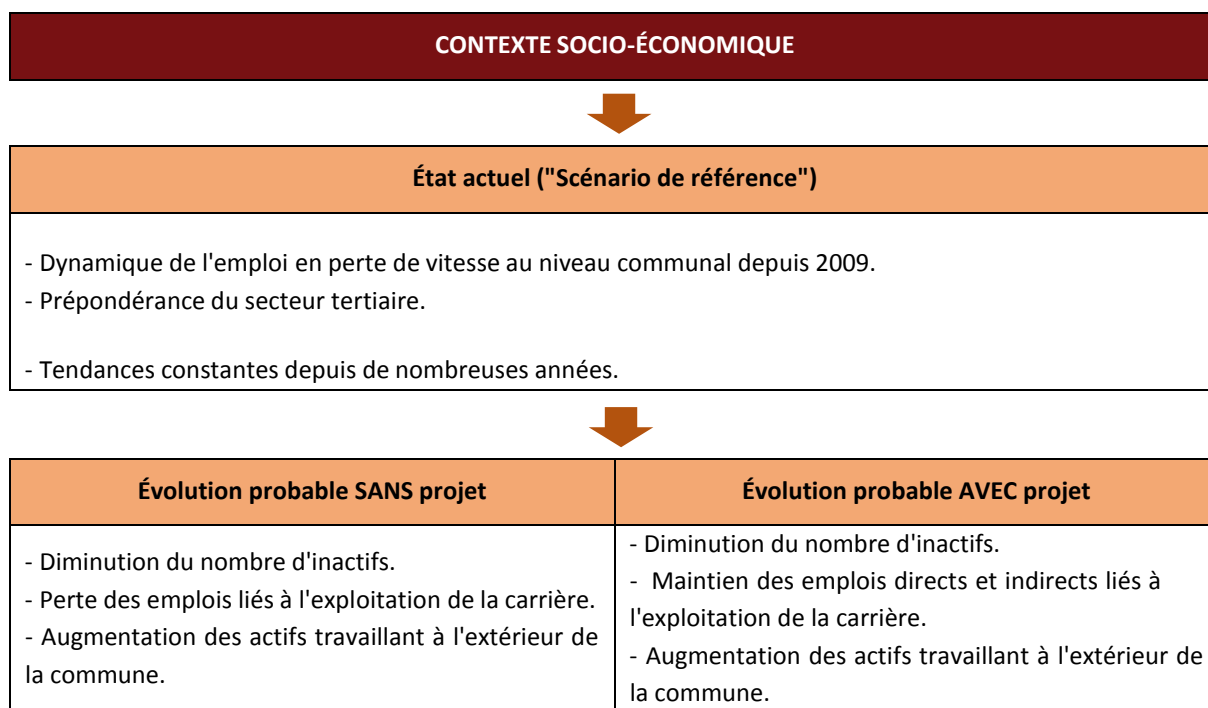 CONTEXTE SOCIO-ÉCONOMIQUE
État actuel ("Scénario de référence")
- Dynamique de l'emploi en perte de vitesse au niveau communal depuis 2009.
- Prépondérance du secteur tertiaire.
- Tendances constantes depuis de nombreuses années.
Évolution probable SANS projet
- Diminution du nombre d'inactifs.
- Perte des emplois liés à l'exploitation de la carrière.
- Augmentation des actifs travaillant à l'extérieur de
la commune.
Évolution probable AVEC projet
- Diminution du nombre d'inactifs.
- Maintien des emplois directs et indirects liés à
l'exploitation de la carrière.
- Augmentation des actifs travaillant à l'extérieur de
la commune.